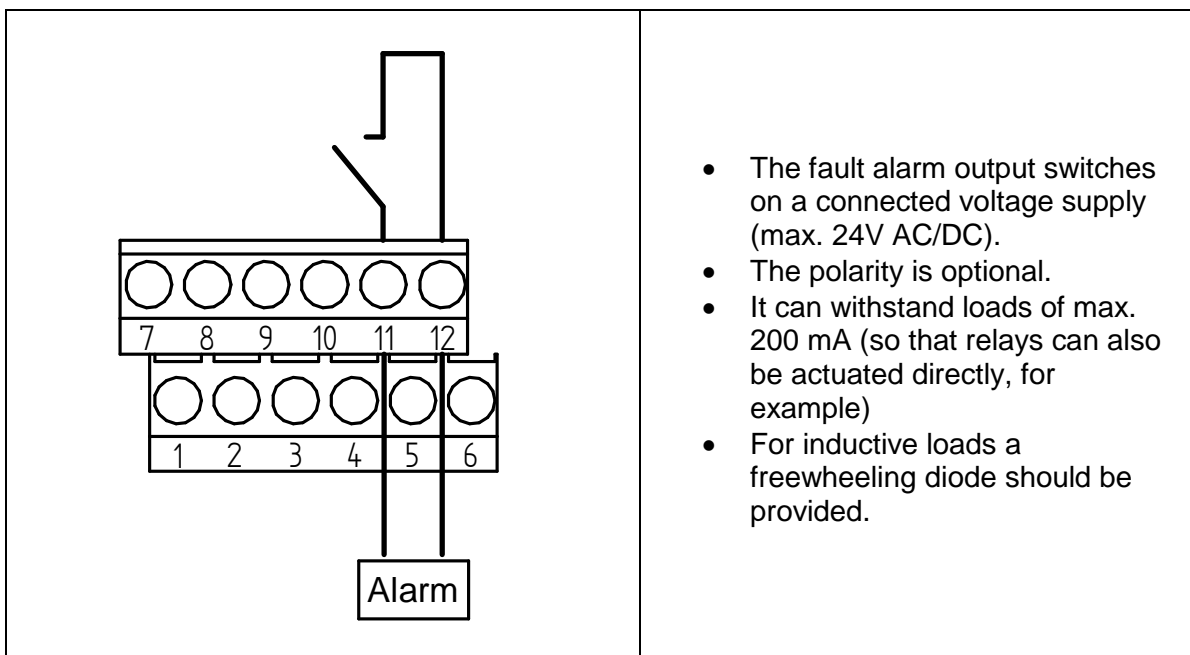 7 8 9 10 11 12
1 2 3 4 5 6
Alarm
• The fault alarm output switches
on a connected voltage supply
(max. 24V AC/DC).
• The polarity is optional.
• It can withstand loads of max.
200 mA (so that relays can also
be actuated directly, for
example)
• For inductive loads a
freewheeling diode should be
provided.